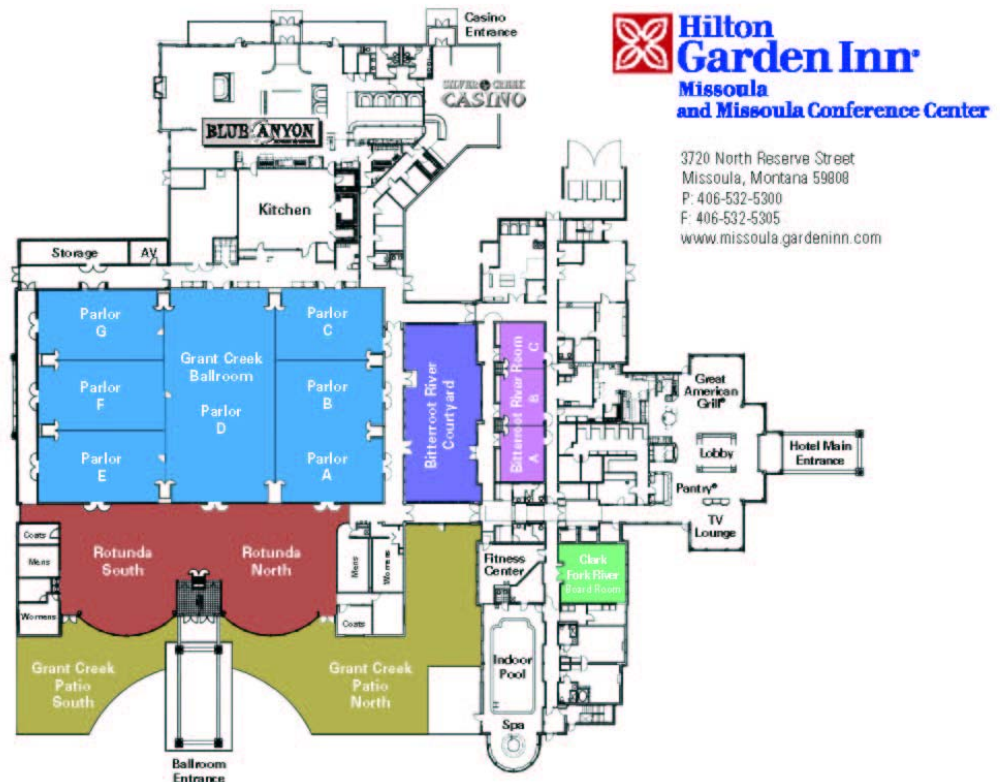 Hilton
Garden Inn®
Missoula
and Missoula Conference Center
3720 North Reserve Street
Missoula, Montana 59808
P: 406-532-5300
F: 406-532-5305
www.missoula.gardeninn.com
Casino
Entrance
SILVER CREEK
CASINO
BLUE CANYON
Kitchen
Storage
AV
Parlor
G
Parlor
C
Grant Creek
Ballroom
Parlor
F
Parlor
D
Parlor
B
Parlor
E
Parlor
A
Bitterroot River
Courtyard
Bitterroot River Room
A
B
C
Great
American
Grill®
Lobby
Hotel Main
Entrance
Pantry®
TV
Lounge
Coats
Mens
Womens
Rotunda
South
Rotunda
North
Mens
Womens
Coats
Fitness
Center
Clark
Fork River
Board Room
Grant Creek
Patio
South
Grant Creek
Patio
North
Indoor
Pool
Spa
Ballroom
Entrance